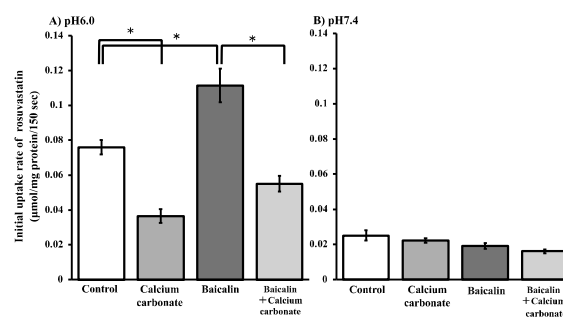 A) pH6.0
B) pH7.4
Initial uptake rate of rosuvastatin
(μmol/mg protein/150 sec)
0.14
0.12
0.1
0.08
0.06
0.04
0.02
0
*
*
*
Control
Calcium
carbonate
Baicalin
Baicalin
+Calcium
carbonate
0.14
0.12
0.1
0.08
0.06
0.04
0.02
0
Control
Calcium
carbonate
Baicalin
Baicalin
+Calcium
carbonate